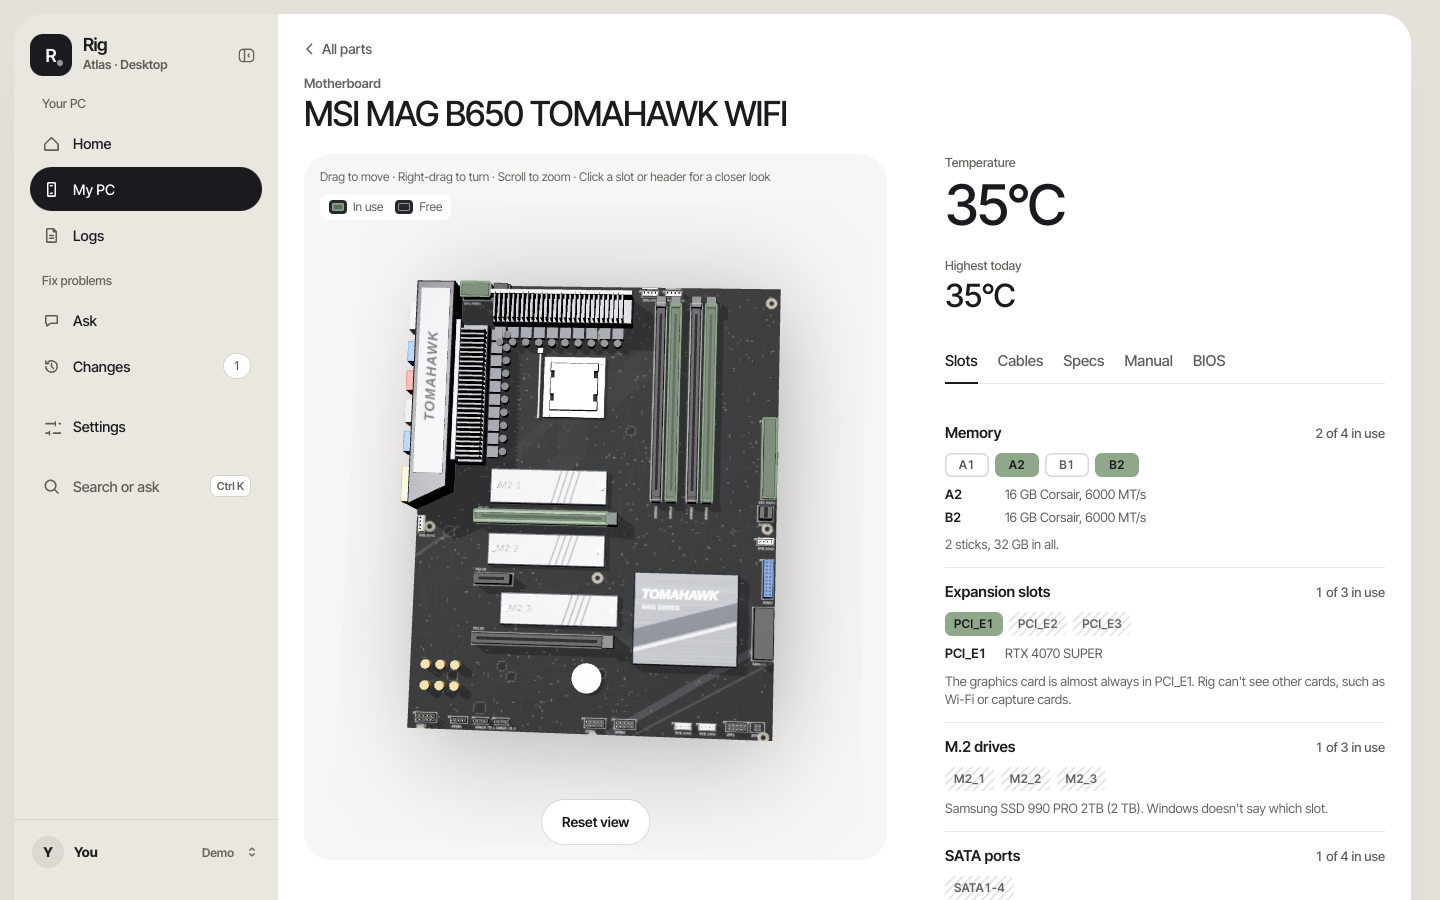 R.
Rig
Atlas · Desktop
Your PC
Home
My PC
Logs
Fix problems
Ask
Changes
1
Settings
Search or ask
Ctrl K
Y
You
Demo
All parts
Motherboard
MSI MAG B650 TOMAHAWK WIFI
Drag to move · Right-drag to turn · Scroll to zoom · Click a slot or header for a closer look
In use
Free
TOMAHAWK
M2 1
M2 2
M2 3
TOMAHAWK
MAG SERIES
Reset view
Temperature
35°C
Highest today
35°C
Slots
Cables
Specs
Manual
BIOS
Memory
2 of 4 in use
A1
A2
B1
B2
A2 16 GB Corsair, 6000 MT/s
B2 16 GB Corsair, 6000 MT/s
2 sticks, 32 GB in all.
Expansion slots
1 of 3 in use
PCI_E1
PCI_E2
PCI_E3
PCI_E1 RTX 4070 SUPER
The graphics card is almost always in PCI_E1. Rig can't see other cards, such as
Wi-Fi or capture cards.
M.2 drives
1 of 3 in use
M2_1
M2_2
M2_3
Samsung SSD 990 PRO 2TB (2 TB). Windows doesn't say which slot.
SATA ports
1 of 4 in use
SATA1-4